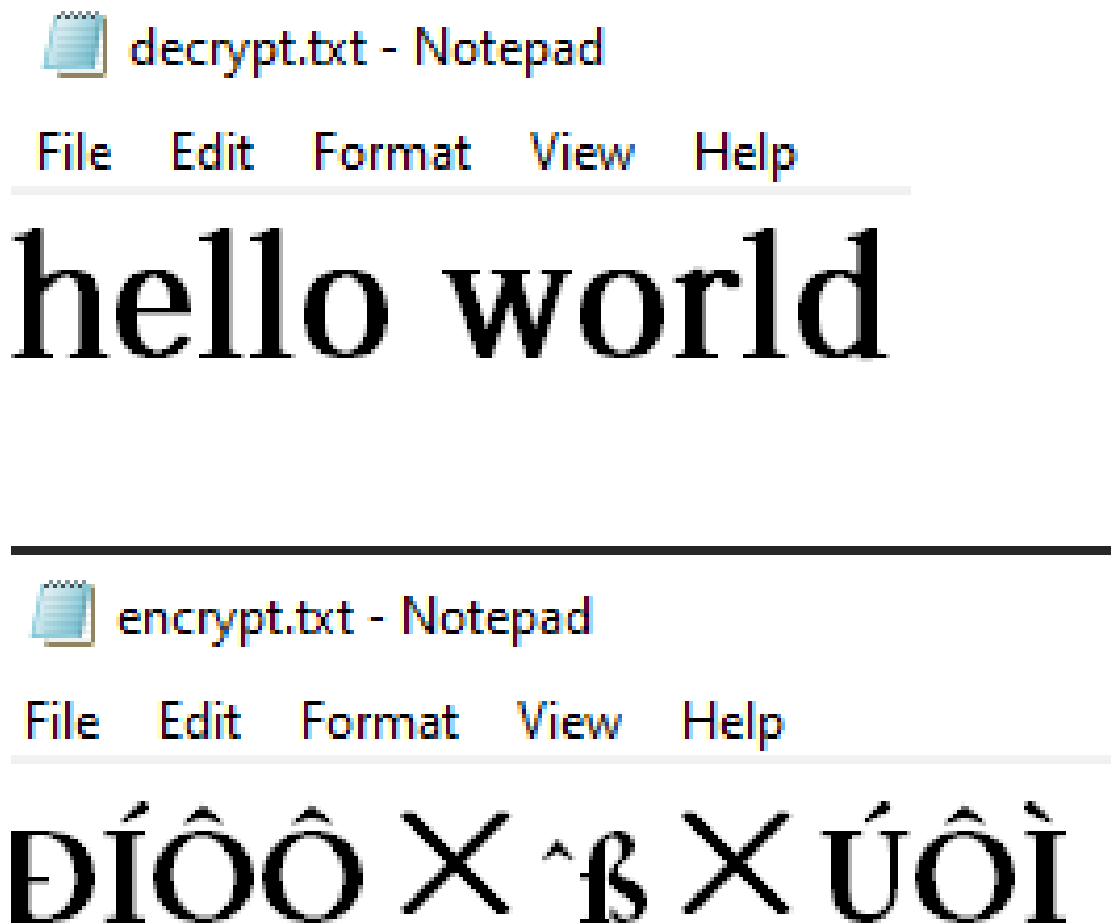 decrypt.txt - Notepad
File Edit Format View Help
hello world
encrypt.txt - Notepad
File Edit Format View Help
ÐÍÔÔ×ˆß×ÚÔÌ